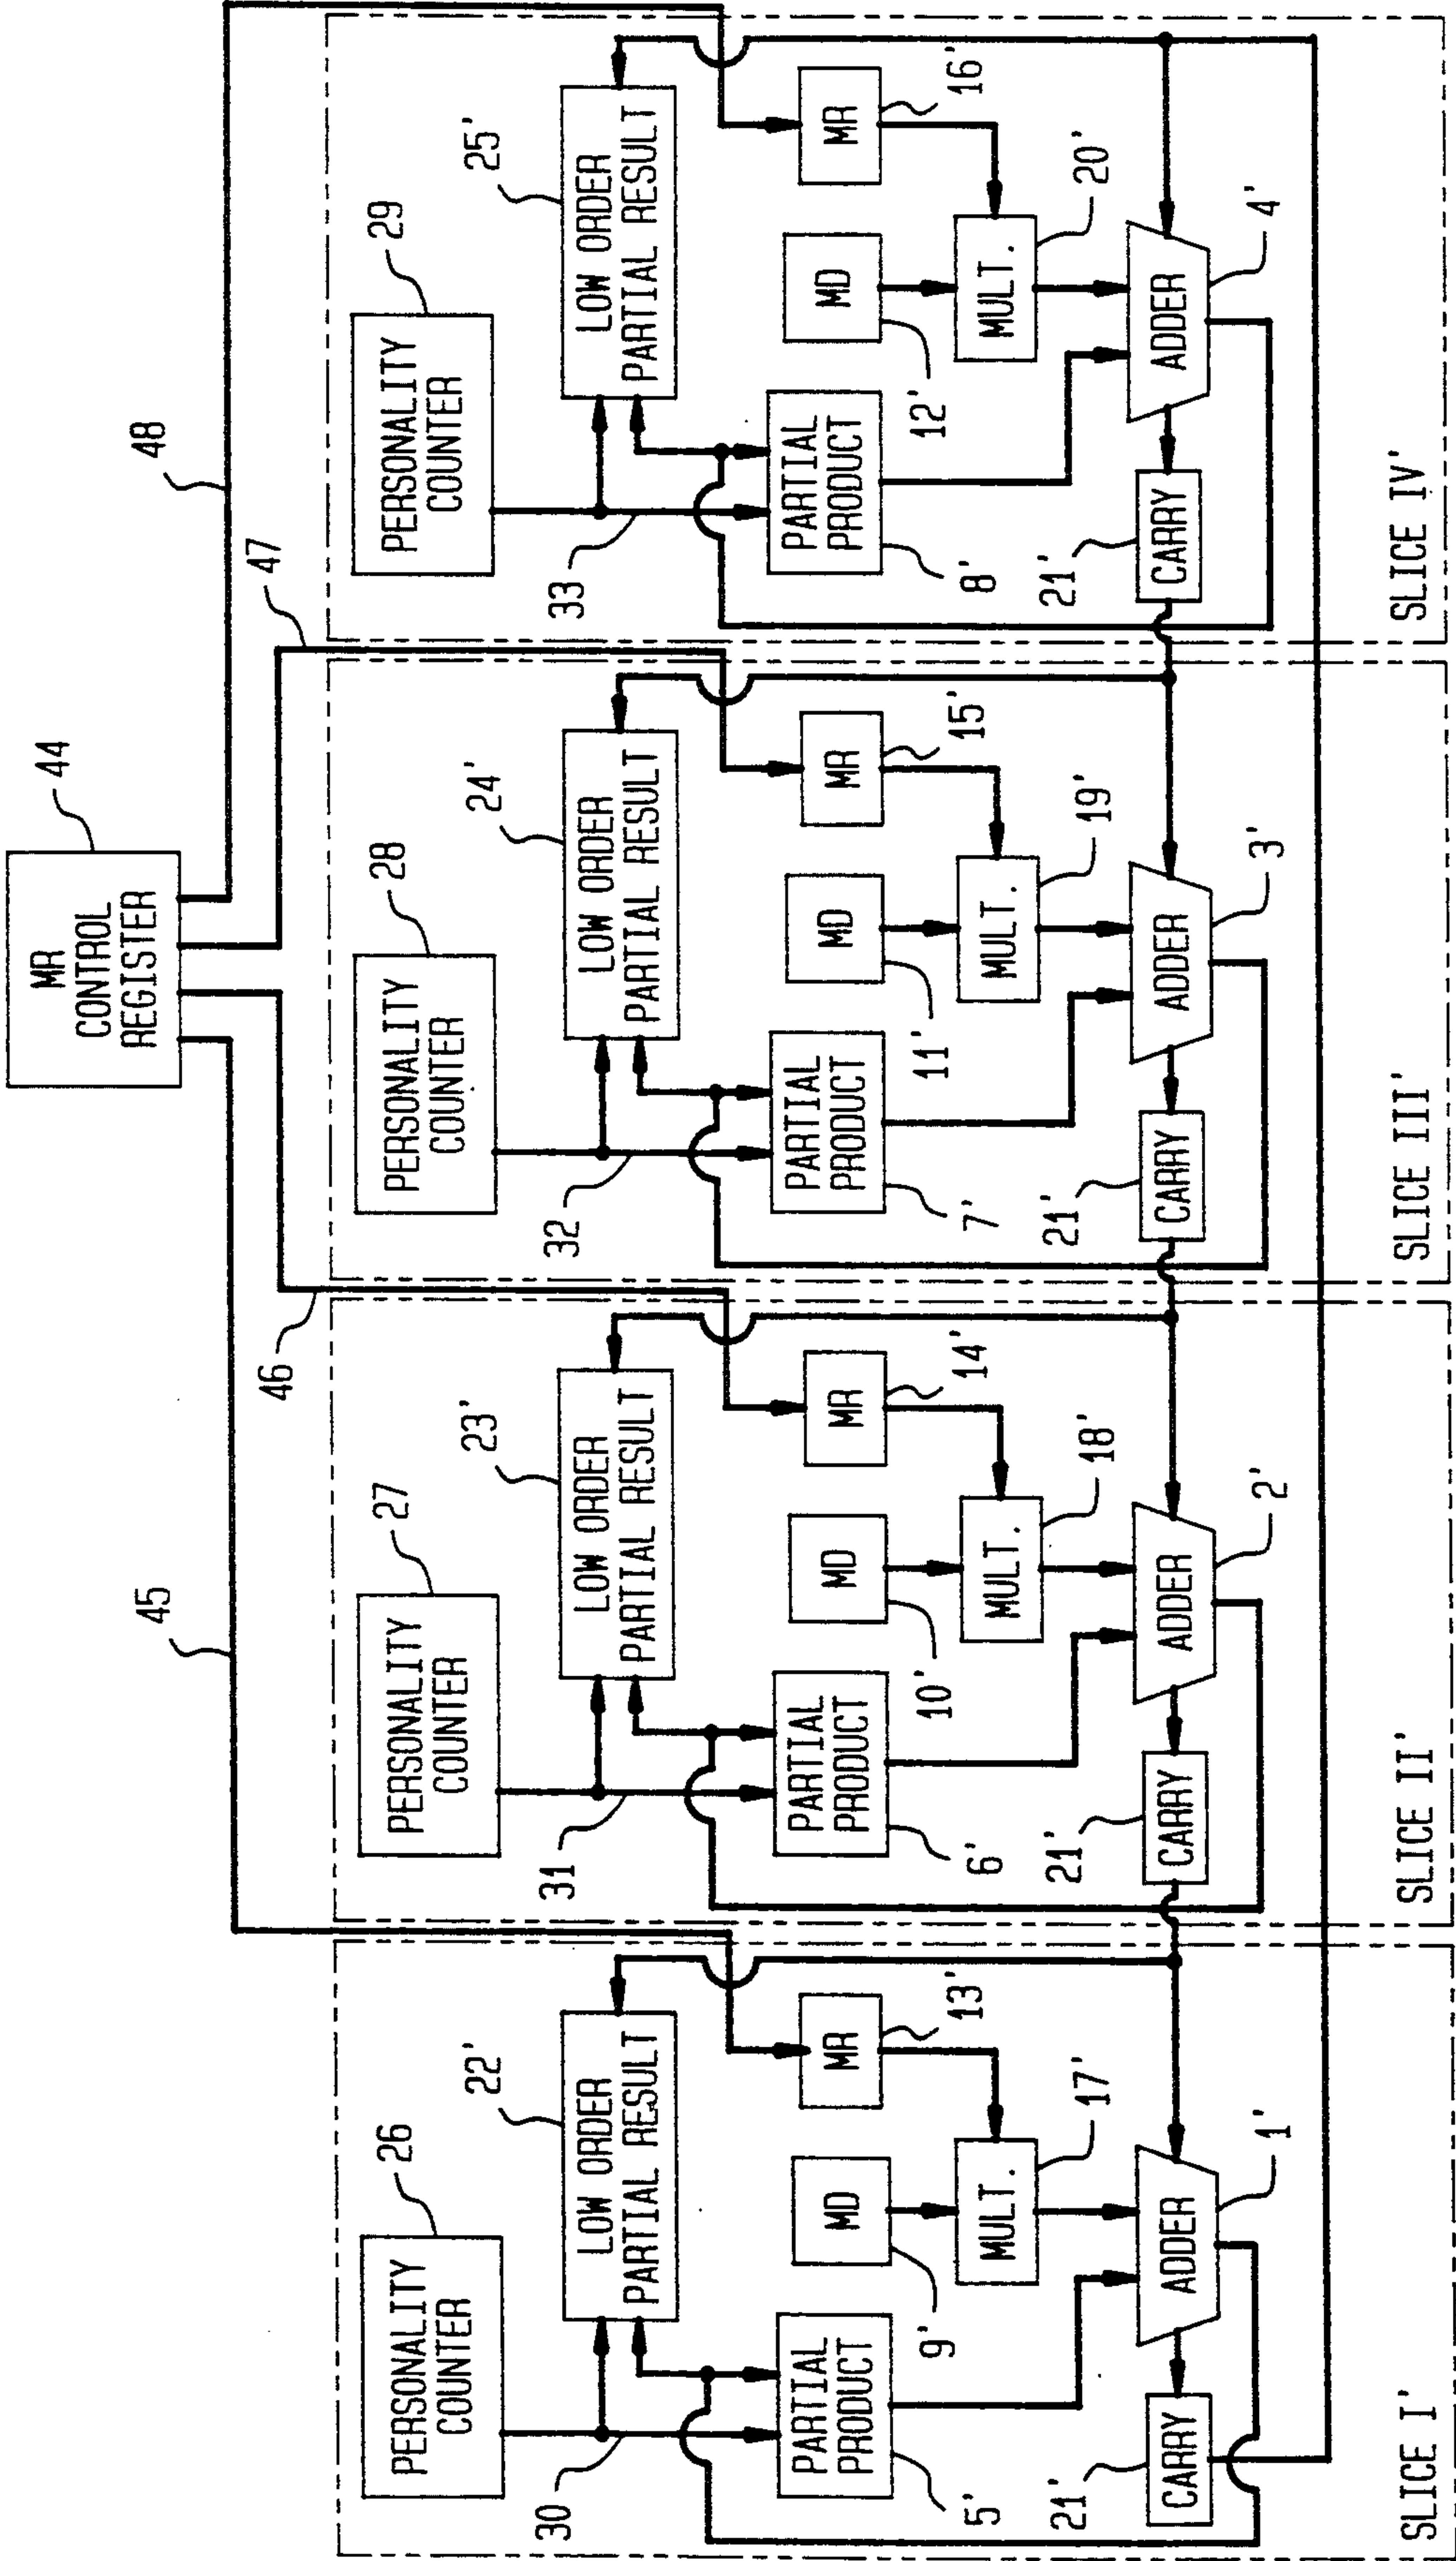 MR
CONTROL
REGISTER
44
45
46
47
48
PERSONALITY
COUNTER
26
30
LOW ORDER
PARTIAL RESULT
22'
PARTIAL
PRODUCT
5'
MD
9'
MR
13'
MULT.
17'
ADDER
1'
CARRY
21'
SLICE I'
PERSONALITY
COUNTER
27
31
LOW ORDER
PARTIAL RESULT
23'
PARTIAL
PRODUCT
6'
MD
10'
MR
14'
MULT.
18'
ADDER
2'
CARRY
21'
SLICE II'
PERSONALITY
COUNTER
28
32
LOW ORDER
PARTIAL RESULT
24'
PARTIAL
PRODUCT
7'
MD
11'
MR
15'
MULT.
19'
ADDER
3'
CARRY
21'
SLICE III'
PERSONALITY
COUNTER
29
33
LOW ORDER
PARTIAL RESULT
25'
PARTIAL
PRODUCT
8'
MD
12'
MR
16'
MULT.
20'
ADDER
4'
CARRY
21'
SLICE IV'